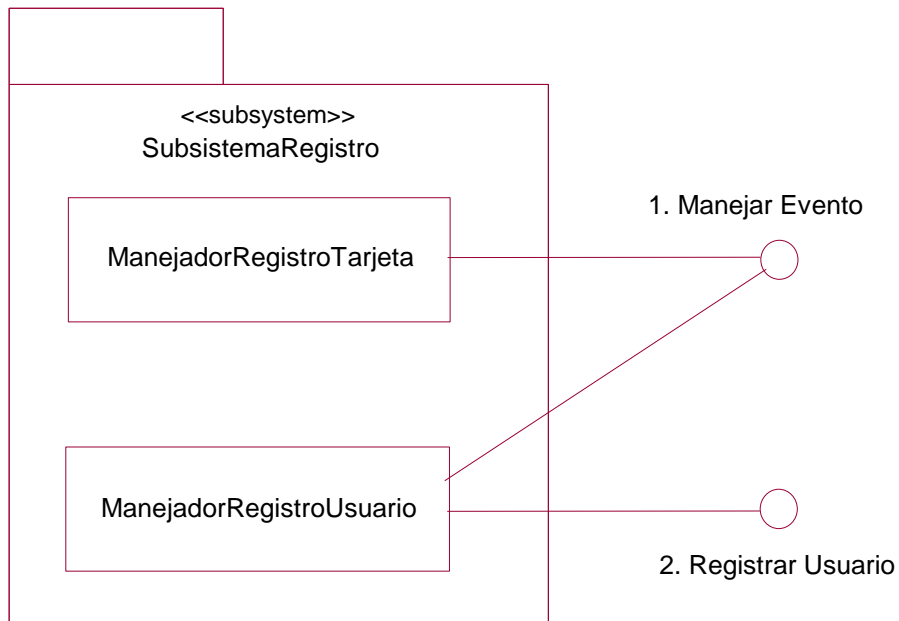 <<subsystem>>
SubsistemaRegistro
1. Manejar Evento
ManejadorRegistroTarjeta
ManejadorRegistroUsuario
2. Registrar Usuario